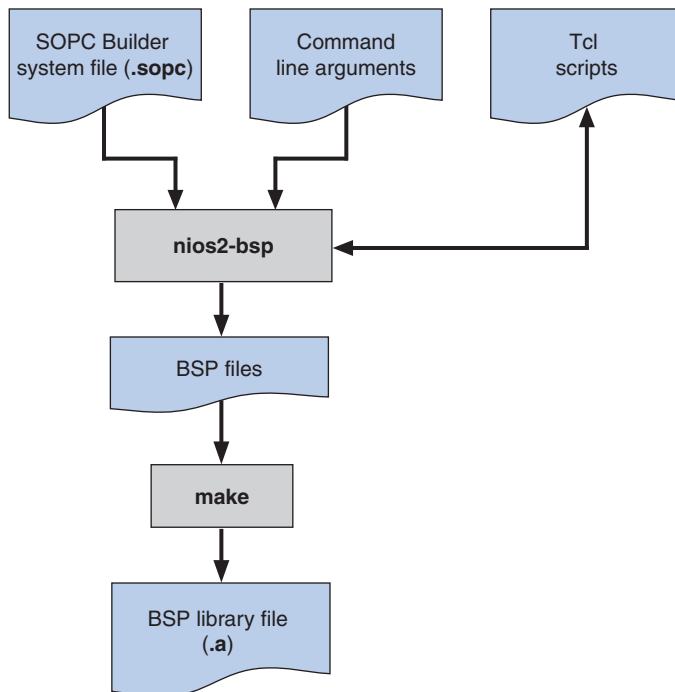 SOPC Builder
system file (.sopc)
Command
line arguments
Tcl
scripts
nios2-bsp
BSP files
make
BSP library file
(.a)